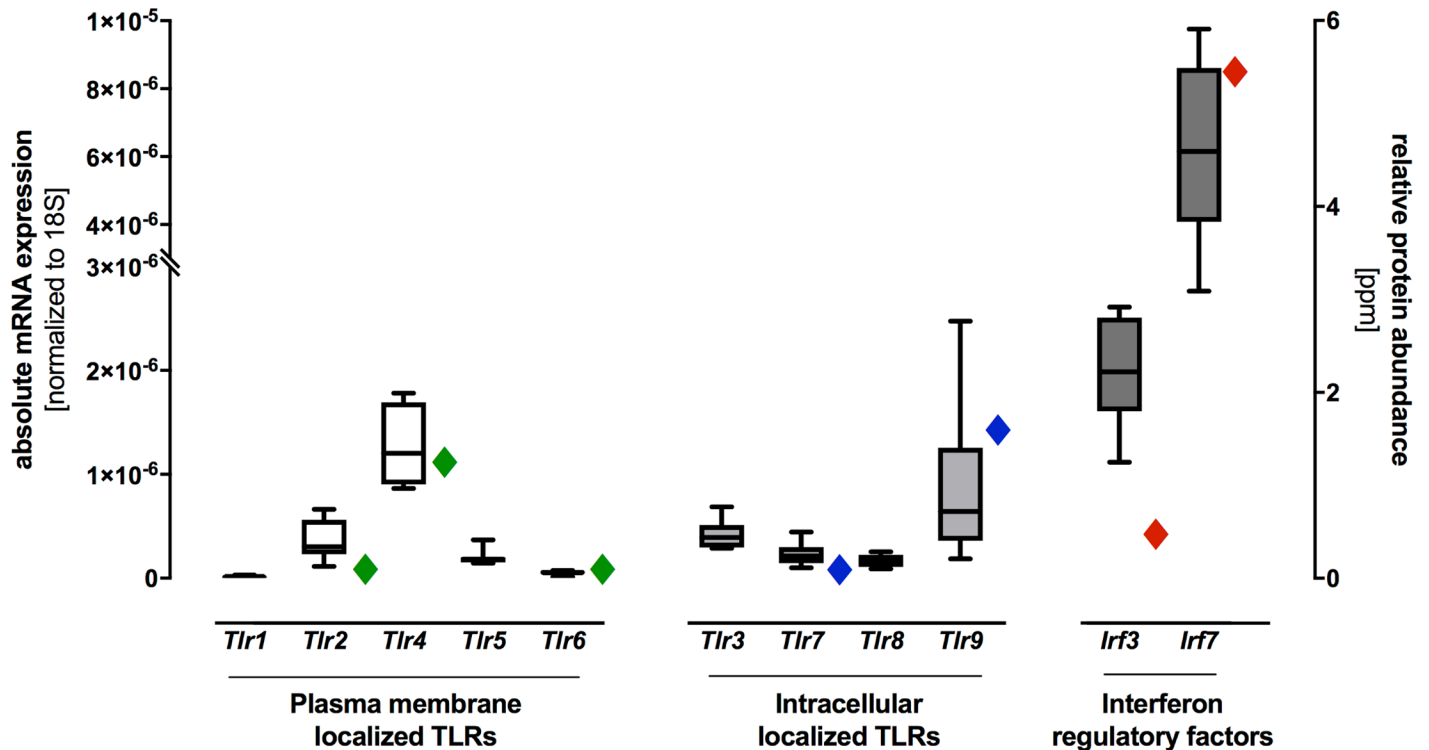 absolute mRNA expression
[normalized to 18S]
1×10⁻⁵
8×10⁻⁶
6×10⁻⁶
4×10⁻⁶
3×10⁻⁶
2×10⁻⁶
1×10⁻⁶
0
Tlr1 Tlr2 Tlr4 Tlr5 Tlr6
Plasma membrane
localized TLRs
Tlr3 Tlr7 Tlr8 Tlr9
Intracellular
localized TLRs
Irf3 Irf7
Interferon
regulatory factors
6
4
2
0
relative protein abundance
[ppm]